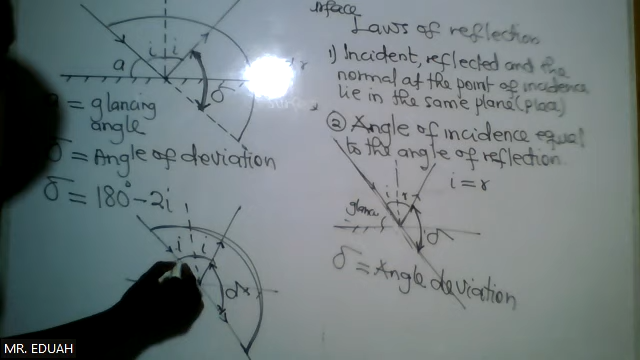 a i i
σ
= glancing
angle
σ = Angle of deviation
σ = 180° - 2i
i i
σ
Laws of reflection
1) Incident, reflected and the
normal at the point of incidence
lie in the same plane (place)
② Angle of incidence equal
to the angle of reflection.
i = r
i r
glanc
σ
σ = Angle deviation
MR. EDUAH